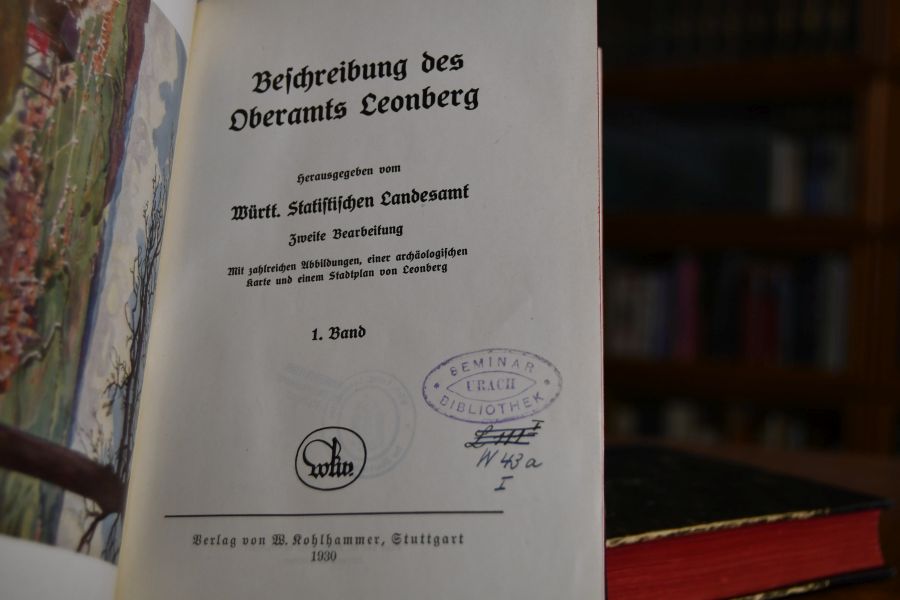 Beschreibung des
Oberamts Leonberg
Herausgegeben vom
Württ. Statistischen Landesamt
Zweite Bearbeitung
Mit zahlreichen Abbildungen, einer archäologischen
Karte und einem Stadtplan von Leonberg
1. Band
SEMINAR
URACH
BIBLIOTHEK
W 43 a
I
Verlag von W. Kohlhammer, Stuttgart
1930